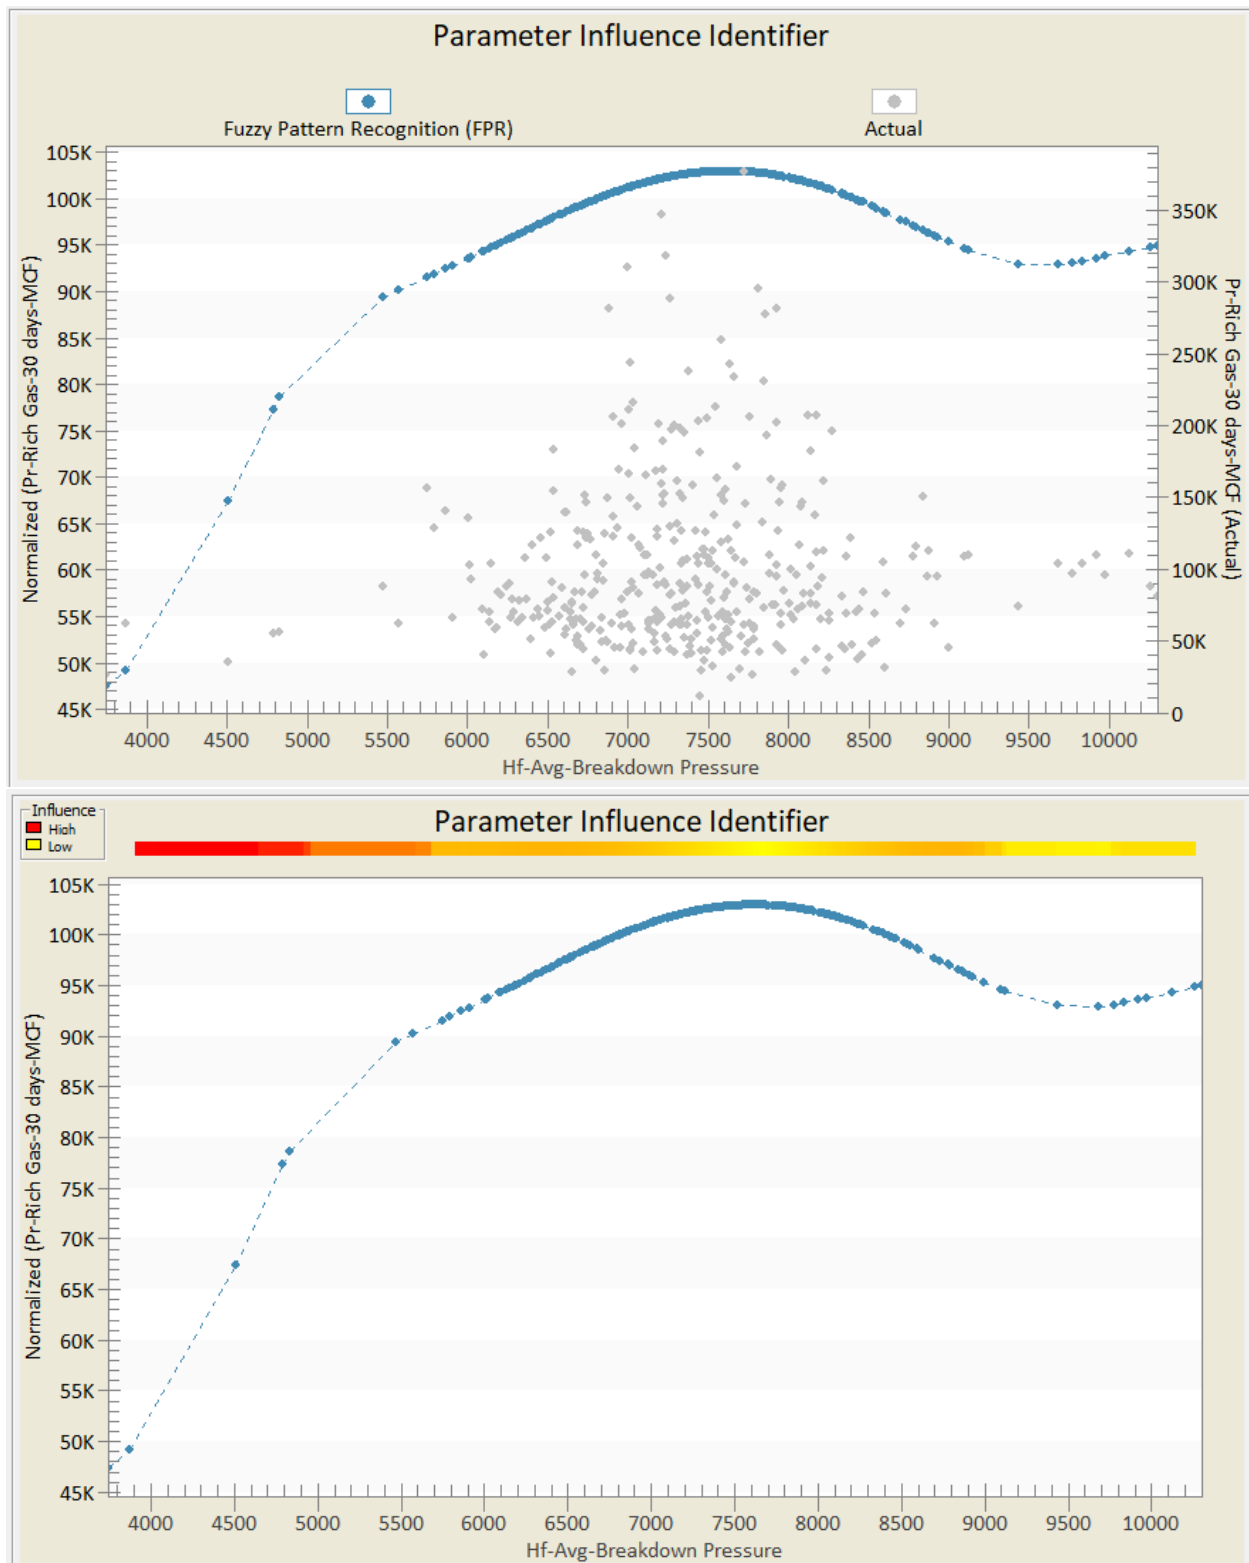 Parameter Influence Identifier
Fuzzy Pattern Recognition (FPR)
Actual
Normalized (Pr-Rich Gas-30 days-MCF)
105K
100K
95K
90K
85K
80K
75K
70K
65K
60K
55K
50K
45K
350K
300K
250K
200K
150K
100K
50K
0
Pr-Rich Gas-30 days-MCF (Actual)
4000 4500 5000 5500 6000 6500 7000 7500 8000 8500 9000 9500 10000
Hf-Avg-Breakdown Pressure
Influence
High
Low
Parameter Influence Identifier
Normalized (Pr-Rich Gas-30 days-MCF)
105K
100K
95K
90K
85K
80K
75K
70K
65K
60K
55K
50K
45K
4000 4500 5000 5500 6000 6500 7000 7500 8000 8500 9000 9500 10000
Hf-Avg-Breakdown Pressure